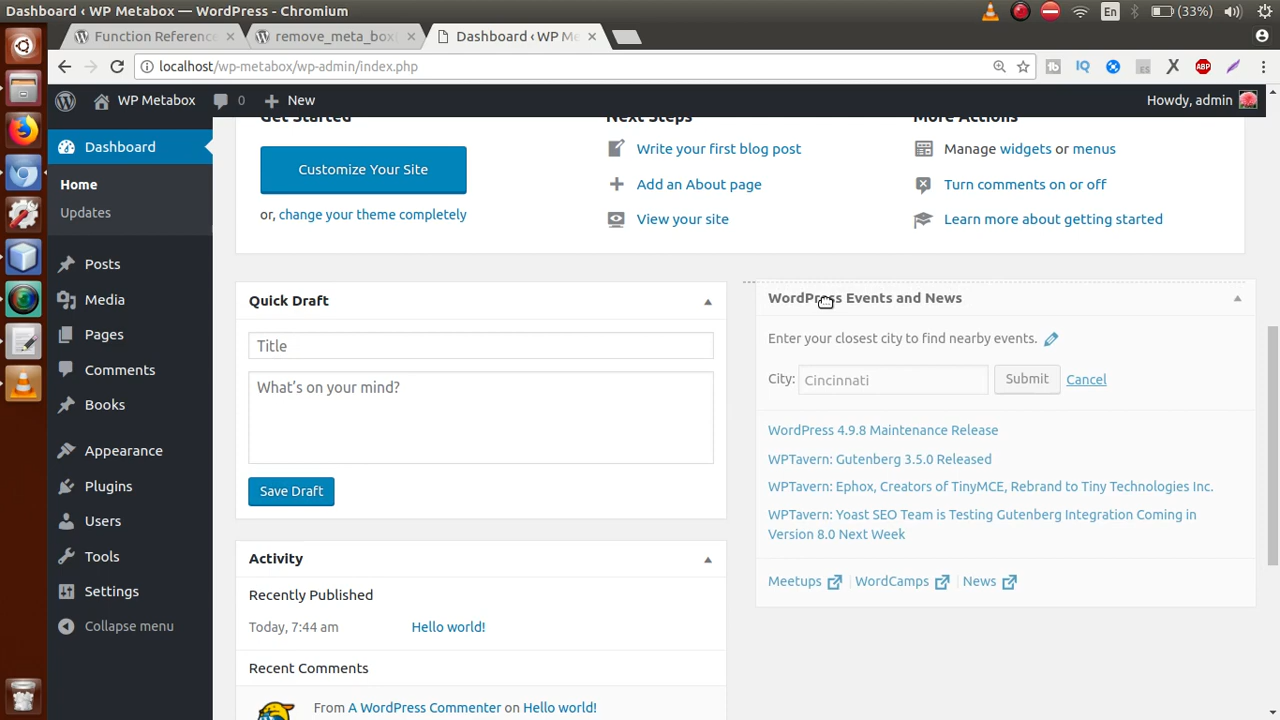 Dashboard ‹ WP Metabox — WordPress - Chromium
En
(33%)
Function Reference
remove_meta_box(
Dashboard ‹ WP Me
localhost/wp-metabox/wp-admin/index.php
fb
IQ
ES
X
ABP
WP Metabox
0
New
Howdy, admin
Dashboard
Home
Updates
Posts
Media
Pages
Comments
Books
Appearance
Plugins
Users
Tools
Settings
Collapse menu
Get Started
Customize Your Site
or, change your theme completely
Next Steps
Write your first blog post
Add an About page
View your site
More Actions
Manage widgets or menus
Turn comments on or off
Learn more about getting started
Quick Draft
Title
What's on your mind?
Save Draft
Activity
Recently Published
Today, 7:44 am
Hello world!
Recent Comments
From A WordPress Commenter on Hello world!
WordPress Events and News
Enter your closest city to find nearby events.
City: Cincinnati Submit Cancel
WordPress 4.9.8 Maintenance Release
WPTavern: Gutenberg 3.5.0 Released
WPTavern: Ephox, Creators of TinyMCE, Rebrand to Tiny Technologies Inc.
WPTavern: Yoast SEO Team is Testing Gutenberg Integration Coming in
Version 8.0 Next Week
Meetups | WordCamps | News